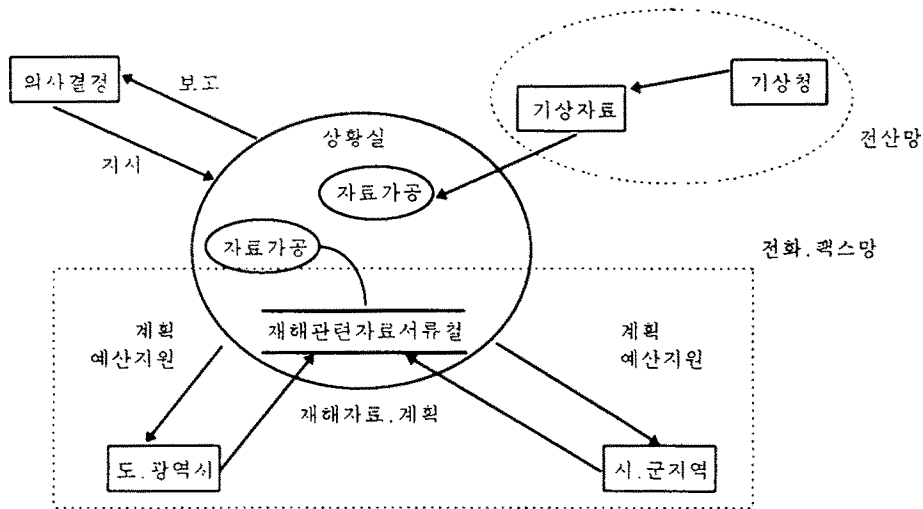 의사결정
보고
지시
기상청
기상자료
전산망
상황실
자료가공
자료가공
전화.팩스망
재해관련자료서류철
계획
예산지원
계획
예산지원
재해자료.계획
도.광역시
시.군지역